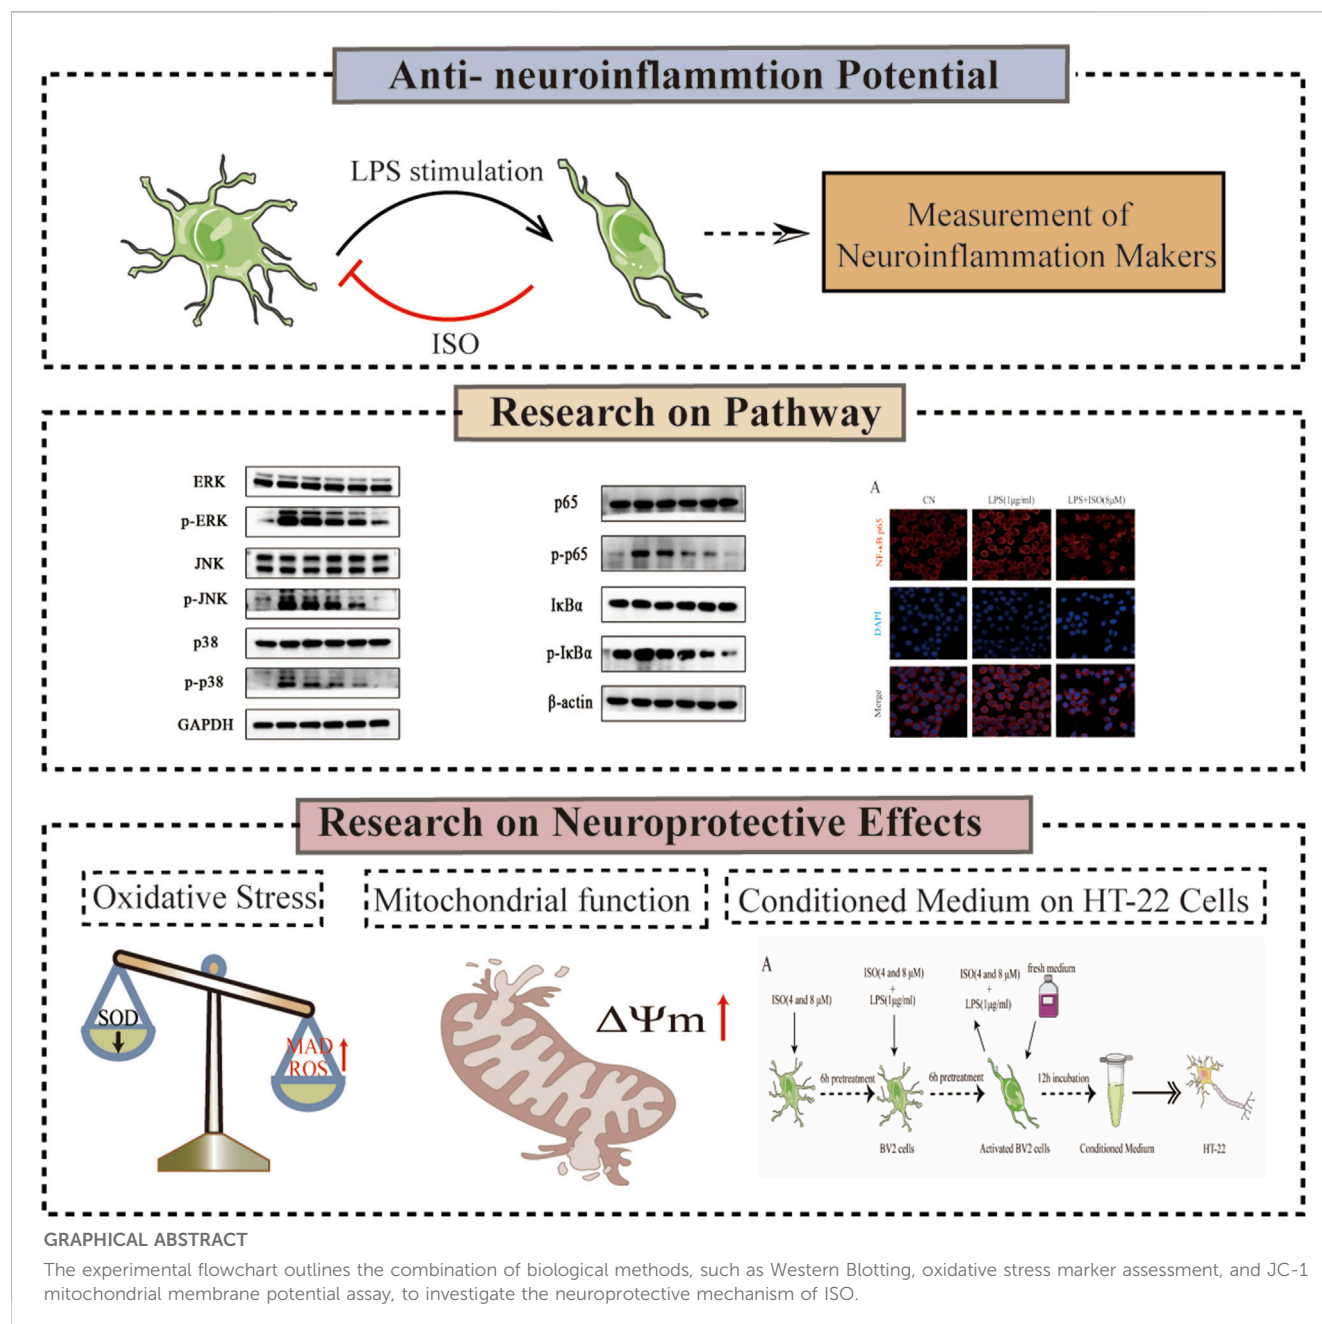 Anti- neuroinflammtion Potential
LPS stimulation
ISO
Measurement of
Neuroinflammation Makers
Research on Pathway
ERK
p-ERK
JNK
p-JNK
p38
p-p38
GAPDH
p65
p-p65
IκBα
p-IκBα
β-actin
A
CN
LPS(1μg/ml)
LPS+ISO(8μM)
NF-κB p65
DAPI
Merge
Research on Neuroprotective Effects
Oxidative Stress
SOD
MAD
ROS
Mitochondrial function
ΔΨm
Conditioned Medium on HT-22 Cells
A
ISO(4 and 8 μM)
ISO(4 and 8 μM)
+
LPS(1μg/ml)
ISO(4 and 8 μM)
+
LPS(1μg/ml)
fresh medium
6h pretreatment
6h pretreatment
12h incubation
BV2 cells
Activated BV2 cells
Conditioned Medium
HT-22
GRAPHICAL ABSTRACT
The experimental flowchart outlines the combination of biological methods, such as Western Blotting, oxidative stress marker assessment, and JC-1
mitochondrial membrane potential assay, to investigate the neuroprotective mechanism of ISO.